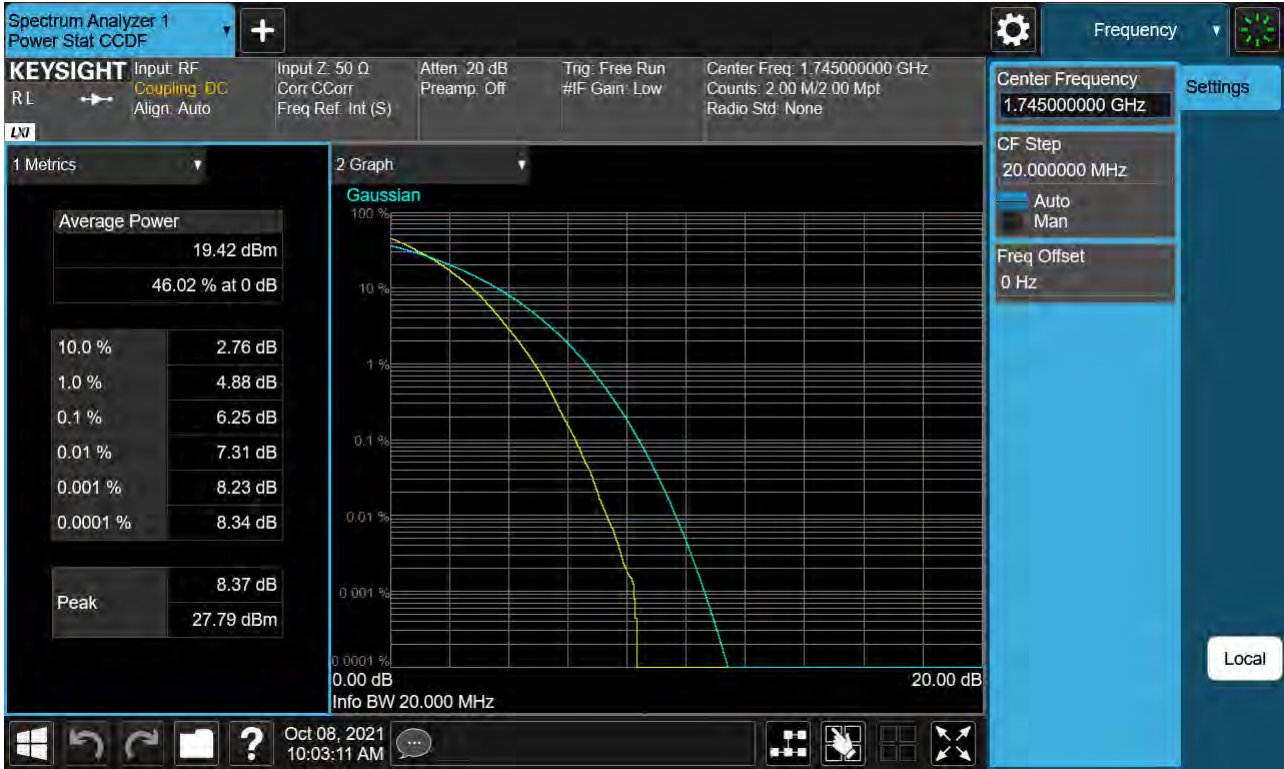 Spectrum Analyzer 1
Power Stat CCDF
Frequency
KEYSIGHT
R L
LXI
Input: RF
Coupling: DC
Align: Auto
Input Z: 50 Ω
Corr CCorr
Freq Ref: Int (S)
Atten: 20 dB
Preamp: Off
Trig: Free Run
#IF Gain: Low
Center Freq: 1.745000000 GHz
Counts: 2.00 M/2.00 Mpt
Radio Std: None
1 Metrics
Average Power
19.42 dBm
46.02 % at 0 dB
10.0 % 2.76 dB
1.0 % 4.88 dB
0.1 % 6.25 dB
0.01 % 7.31 dB
0.001 % 8.23 dB
0.0001 % 8.34 dB
Peak
8.37 dB
27.79 dBm
2 Graph
Gaussian
100 %
10 %
1 %
0.1 %
0.01 %
0.001 %
0.0001 %
0.00 dB 20.00 dB
Info BW 20.000 MHz
Center Frequency
1.745000000 GHz
CF Step
20.000000 MHz
Auto
Man
Freq Offset
0 Hz
Settings
Local
?
Oct 08, 2021
10:03:11 AM